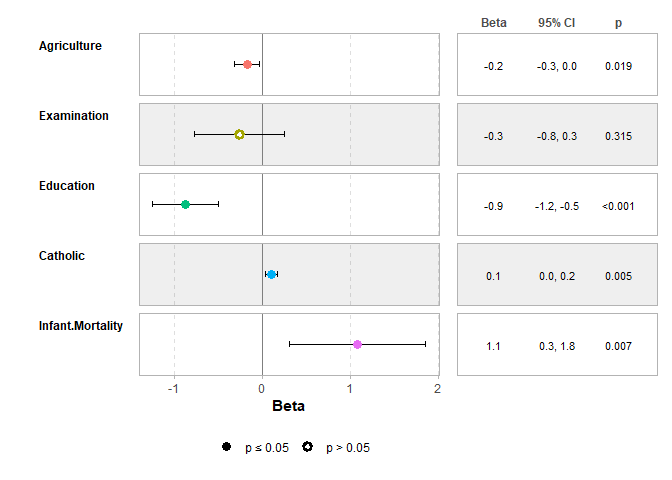 Beta 95% CI p
Agriculture
-0.2 -0.3, 0.0 0.019
Examination
-0.3 -0.8, 0.3 0.315
Education
-0.9 -1.2, -0.5 <0.001
Catholic
0.1 0.0, 0.2 0.005
Infant.Mortality
1.1 0.3, 1.8 0.007
-1 0 1 2
Beta
p ≤ 0.05 p > 0.05